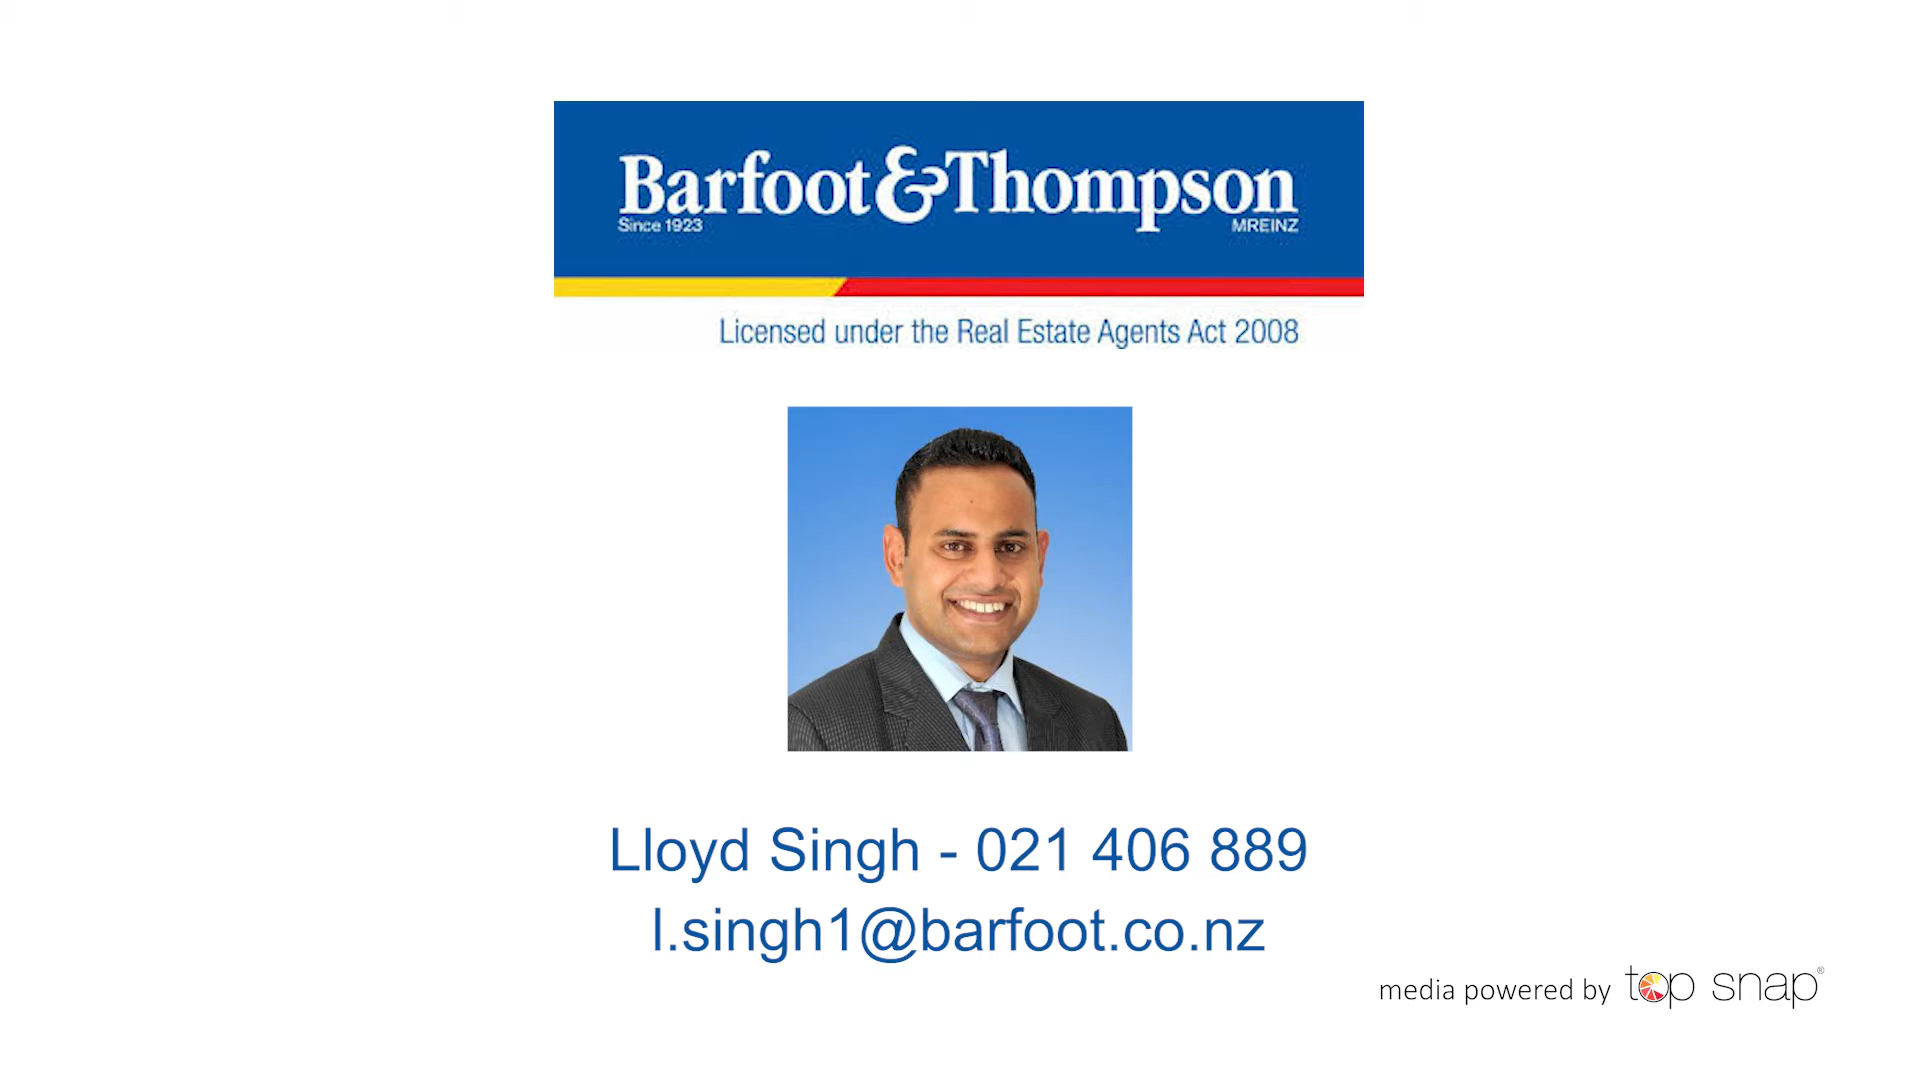 Barfoot&Thompson
Since 1923 MREINZ
Licensed under the Real Estate Agents Act 2008
Lloyd Singh - 021 406 889
l.singh1@barfoot.co.nz
media powered by top snap®